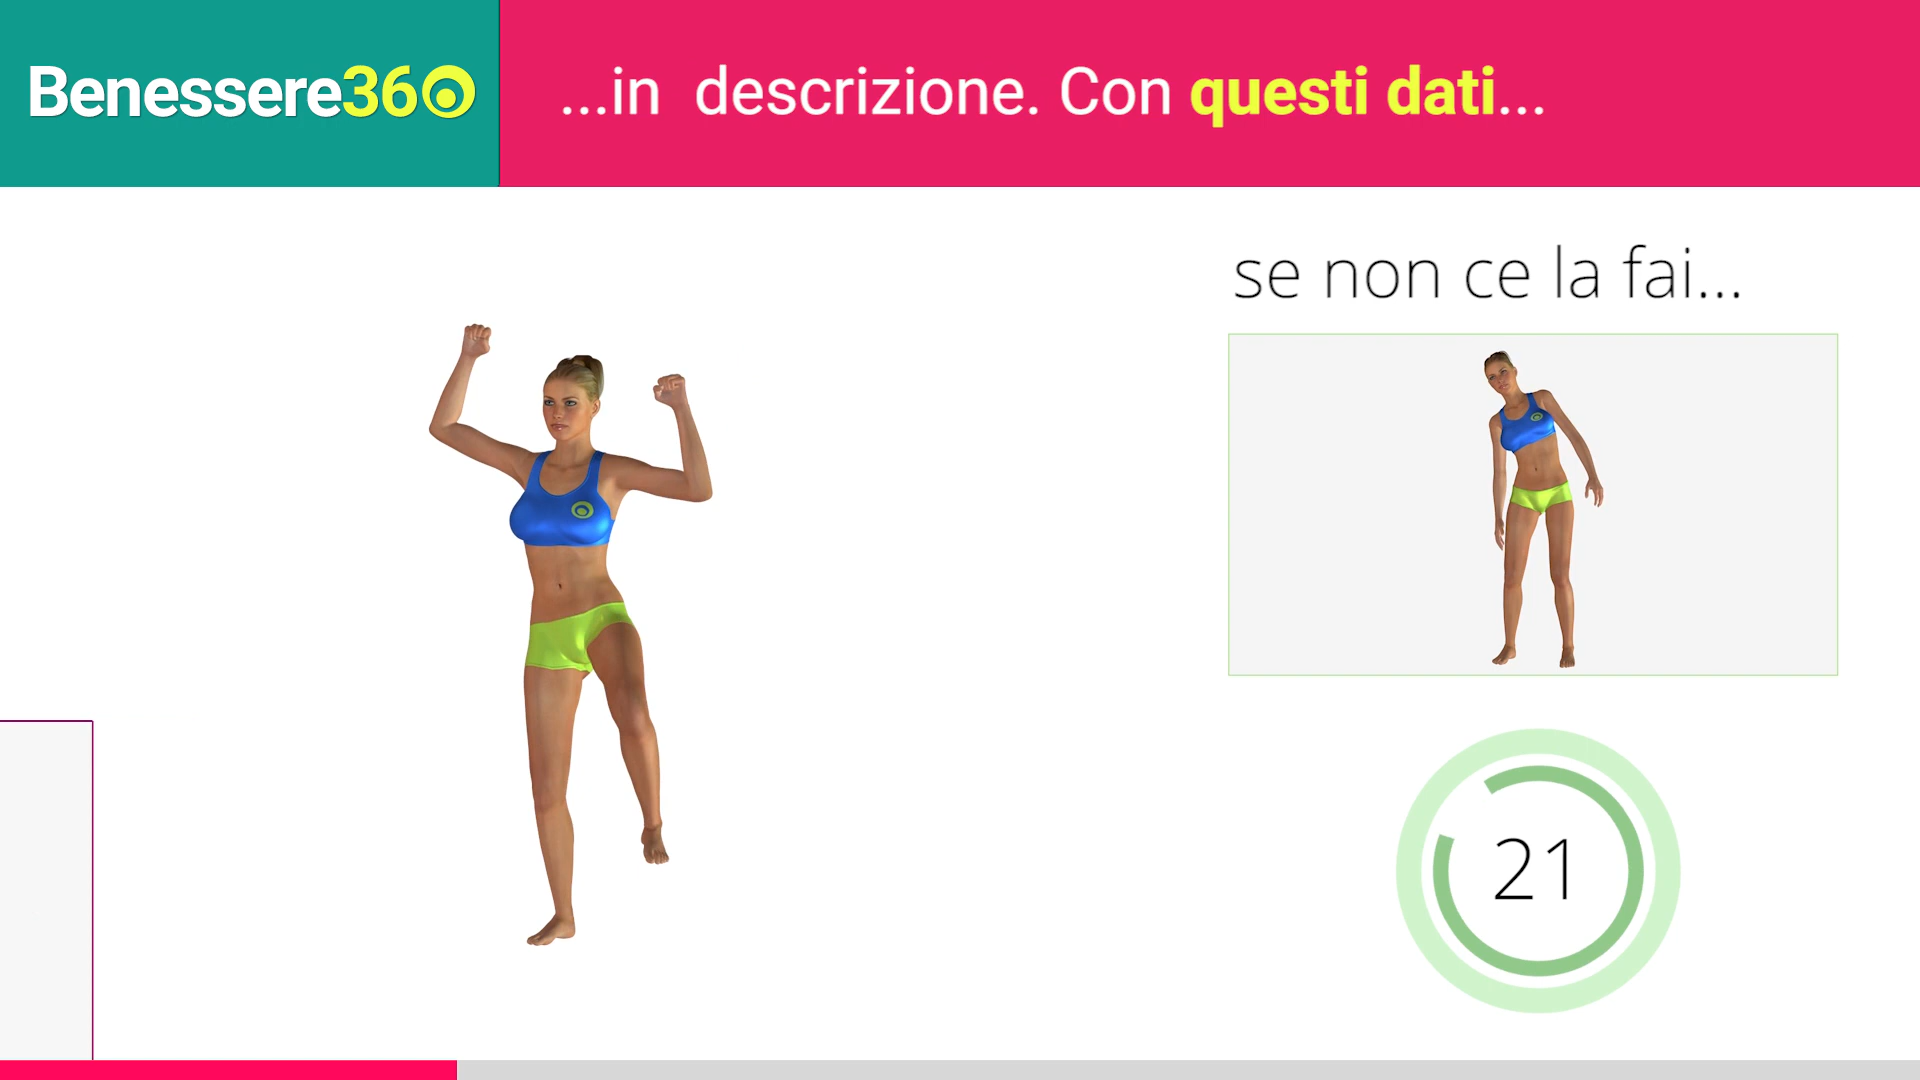 Benessere360
...in descrizione. Con questi dati...
se non ce la fai...
21